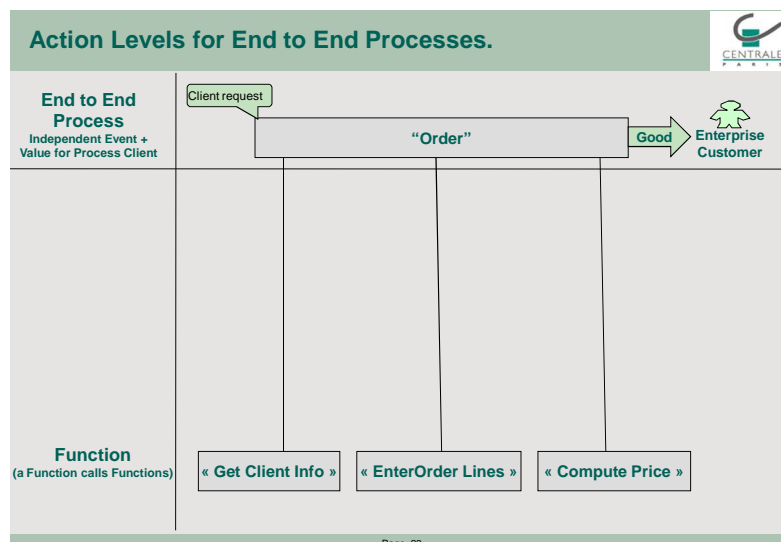 Action Levels for End to End Processes.
CENTRALE
PARIS
End to End
Process
Independent Event +
Value for Process Client
Client request
“Order”
Good
Enterprise
Customer
Function
(a Function calls Functions)
« Get Client Info »
« EnterOrder Lines »
« Compute Price »